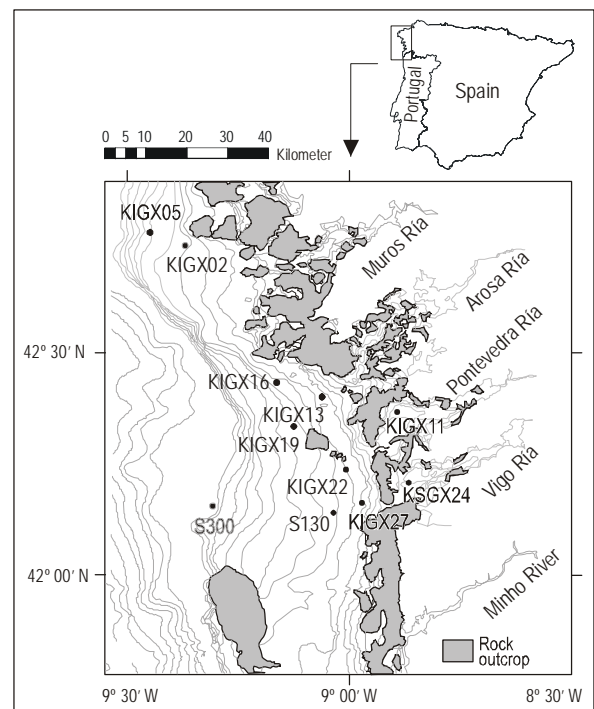 Portugal
Spain
0 5 10 20 30 40
Kilometer
KIGX05
KIGX02
Muros Ría
Arosa Ría
42° 30′
Pontevedra Ría
KIGX16
KIGX13
KIGX11
KIGX19
Vigo Ría
KIGX22
KSGX24
S300
S130
KIGX27
42° 00′
Minho River
Rock
outcrop
9° 30′ W
9° 00′ W
8° 30′ W